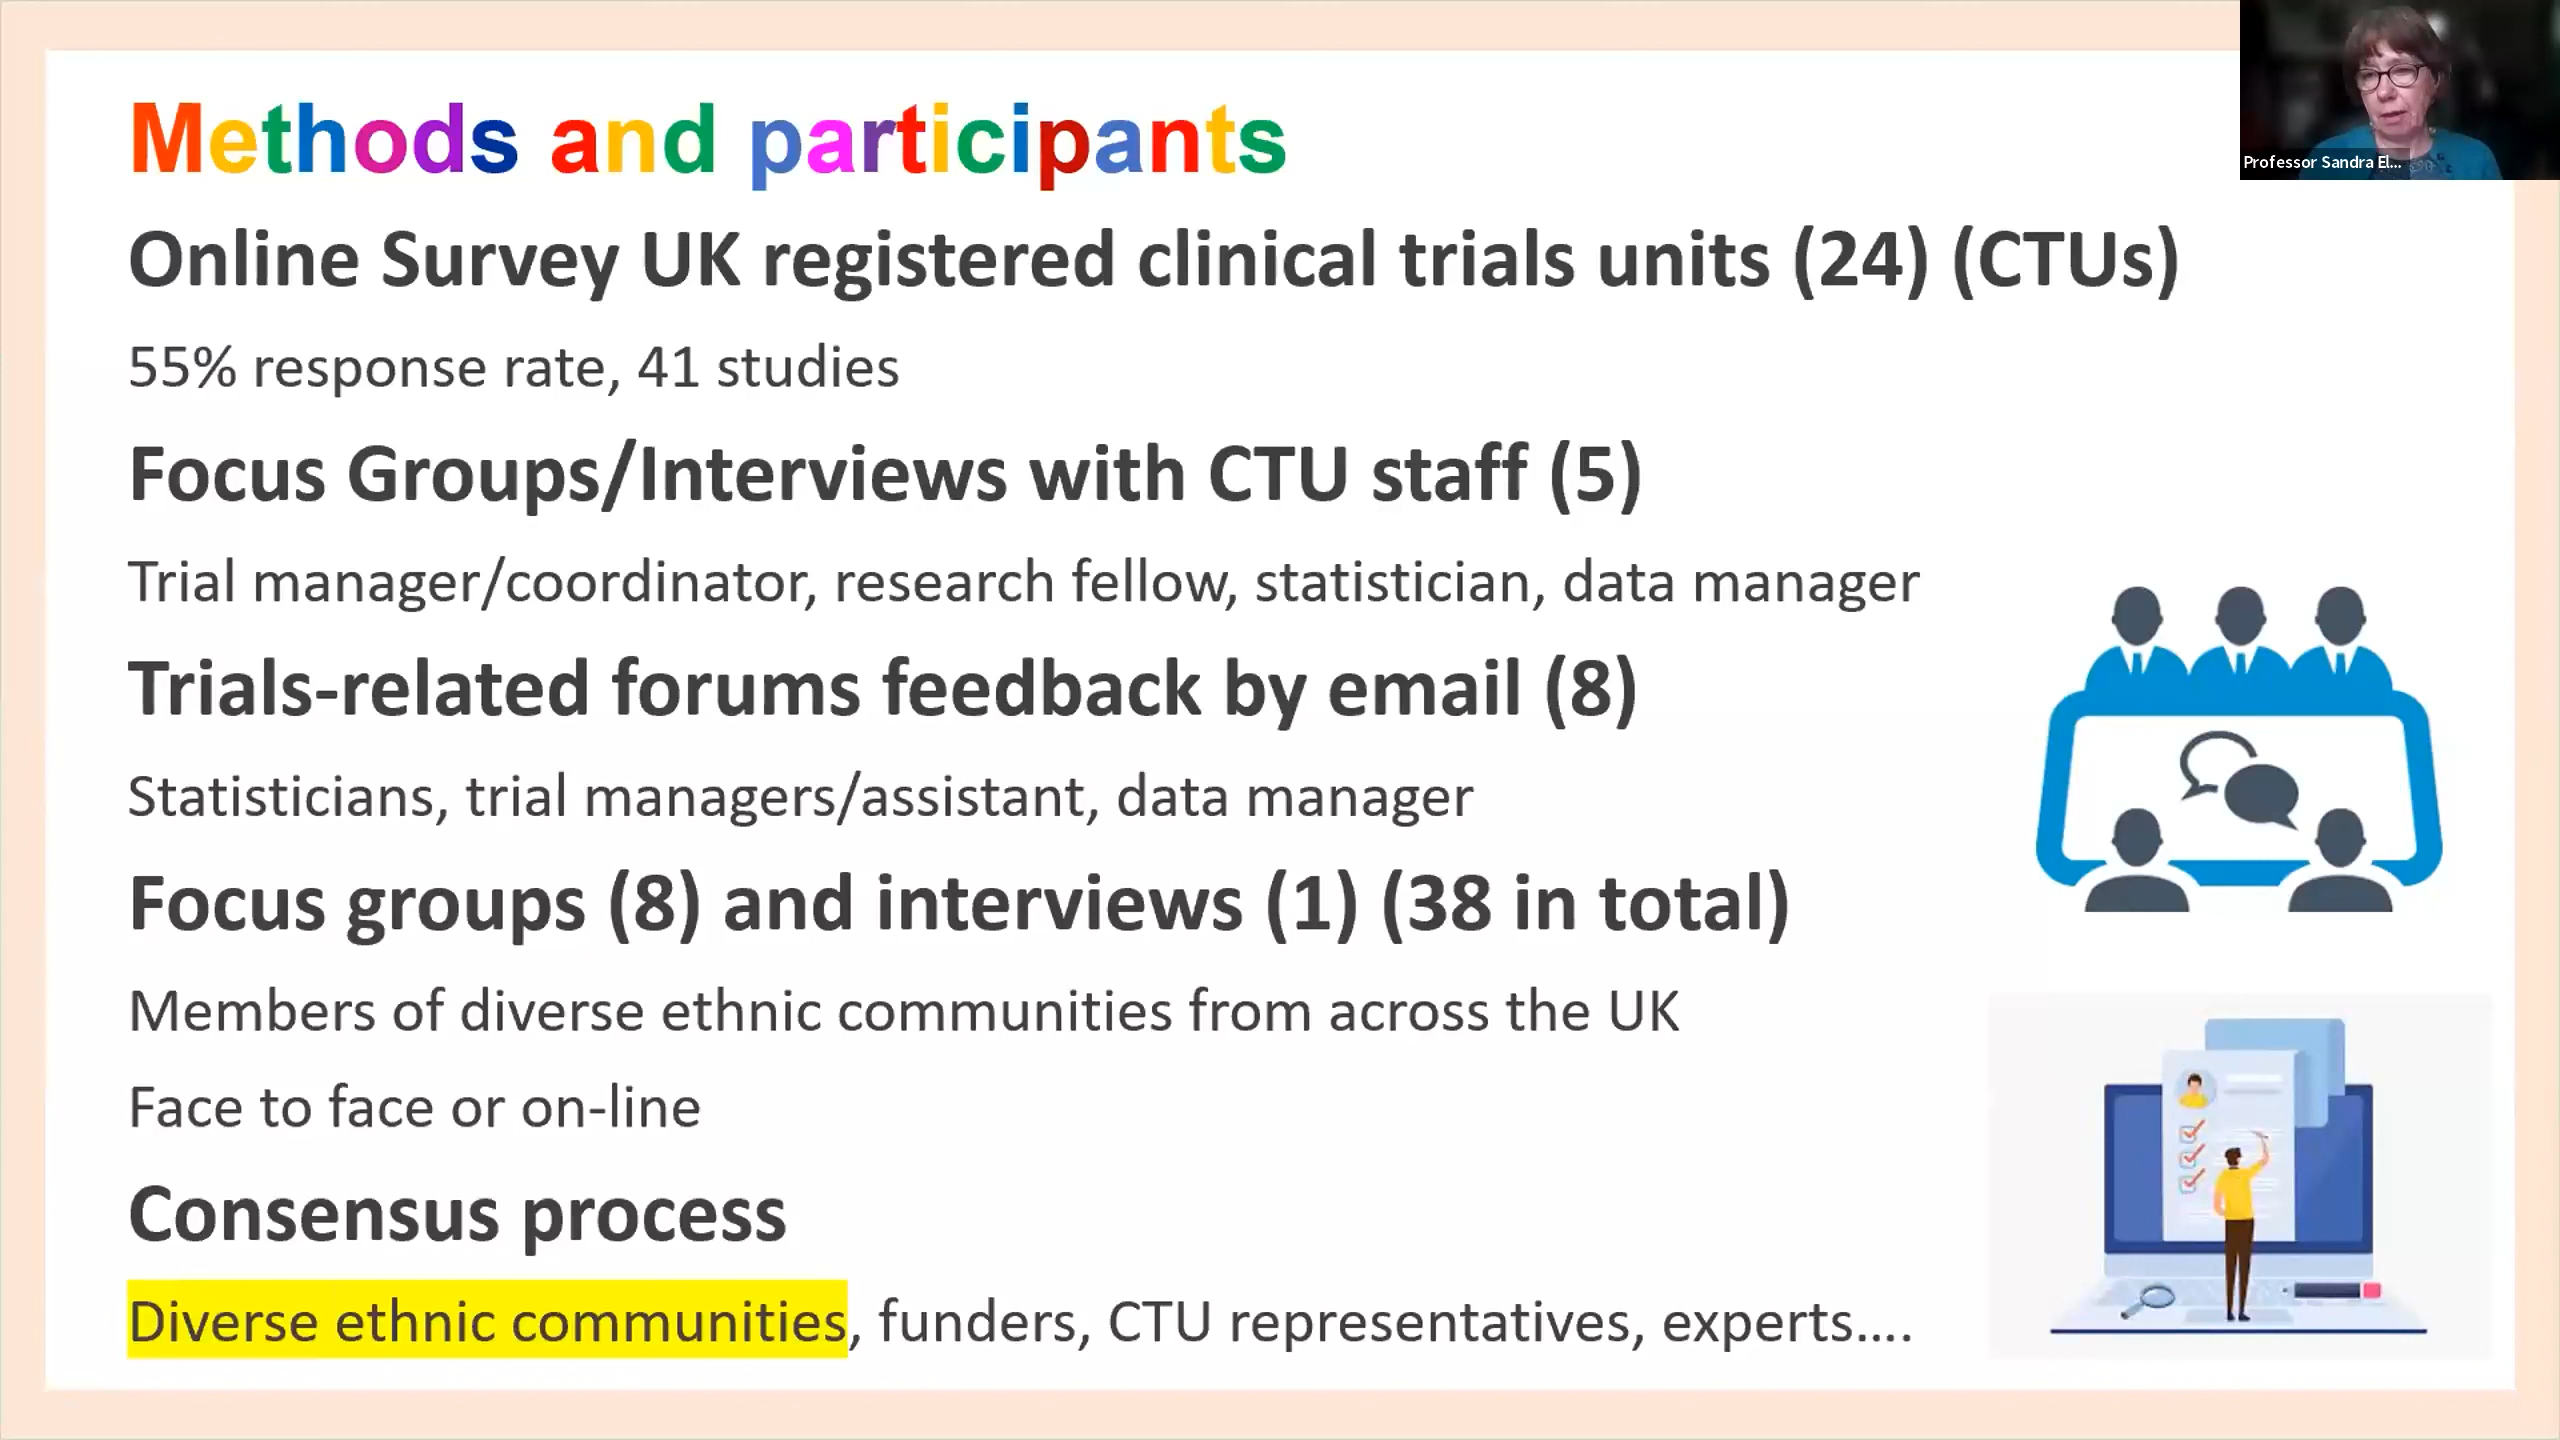 Methods and participants
Professor Sandra El...
Online Survey UK registered clinical trials units (24) (CTUs)
55% response rate, 41 studies
Focus Groups/Interviews with CTU staff (5)
Trial manager/coordinator, research fellow, statistician, data manager
Trials-related forums feedback by email (8)
Statisticians, trial managers/assistant, data manager
Focus groups (8) and interviews (1) (38 in total)
Members of diverse ethnic communities from across the UK
Face to face or on-line
Consensus process
Diverse ethnic communities, funders, CTU representatives, experts....